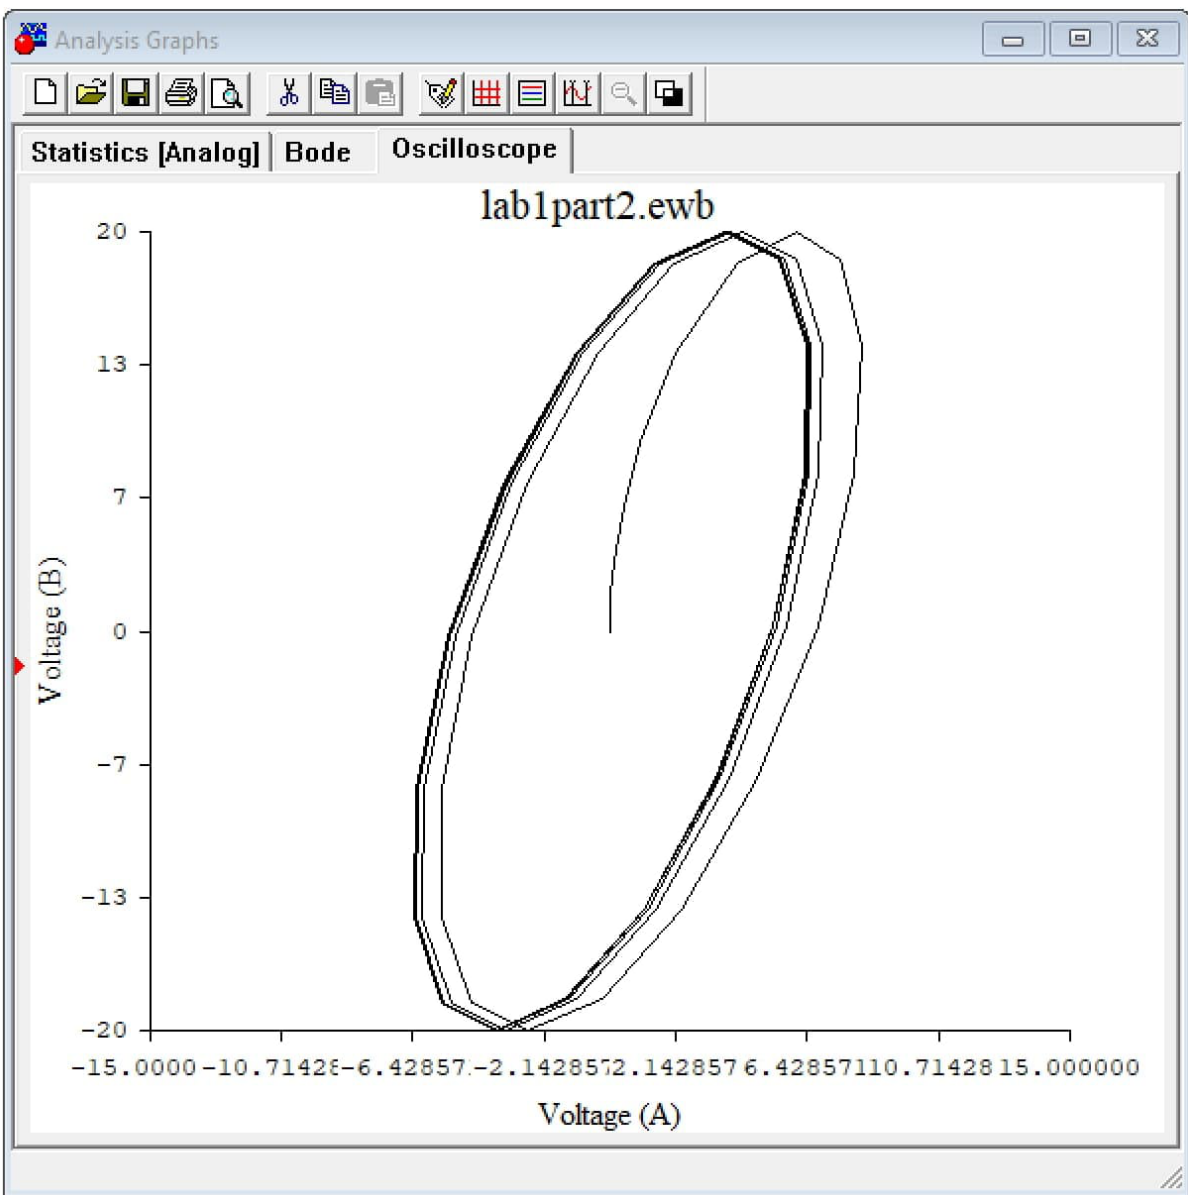 Analysis Graphs
Statistics [Analog] Bode Oscilloscope
lab1part2.ewb
20
13
7
0
-7
-13
-20
Voltage (B)
-15.0000 -10.71428 -6.42857 -2.142857 2.142857 6.428571 10.71428 15.000000
Voltage (A)